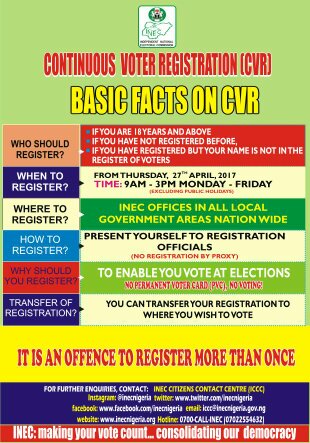 INEC
INDEPENDENT NATIONAL
ELECTORAL COMMISSION
CONTINUOUS VOTER REGISTRATION (CVR)
BASIC FACTS ON CVR
WHO SHOULD
REGISTER?
• IF YOU ARE 18 YEARS AND ABOVE
• IF YOU HAVE NOT REGISTERED BEFORE,
• IF YOU HAVE REGISTERED BUT YOUR NAME IS NOT IN THE
REGISTER OF VOTERS
WHEN TO
REGISTER?
FROM THURSDAY, 27TH APRIL, 2017
TIME: 9AM - 3PM MONDAY - FRIDAY
(EXCLUDING PUBLIC HOLIDAYS)
WHERE TO
REGISTER?
INEC OFFICES IN ALL LOCAL
GOVERNMENT AREAS NATION WIDE
HOW TO
REGISTER?
PRESENT YOURSELF TO REGISTRATION
OFFICIALS
(NO REGISTRATION BY PROXY)
WHY SHOULD
YOU REGISTER?
TO ENABLE YOU VOTE AT ELECTIONS
NO PERMANENT VOTER CARD (PVC), NO VOTING!
TRANSFER OF
REGISTRATION?
YOU CAN TRANSFER YOUR REGISTRATION TO
WHERE YOU WISH TO VOTE
IT IS AN OFFENCE TO REGISTER MORE THAN ONCE
FOR FURTHER ENQUIRIES, CONTACT: INEC CITIZENS CONTACT CENTRE (ICCC)
Instagram: @inecnigeria twitter: www.twitter.com/inecnigeria
facebook: www.facebook.com/inecnigeria email: iccc@inecnigeria.gov.ng
website: www.inecnigeria.org Hotline: 0700-CALL-INEC (07022554632)
INEC: making your vote count... consolidating our democracy